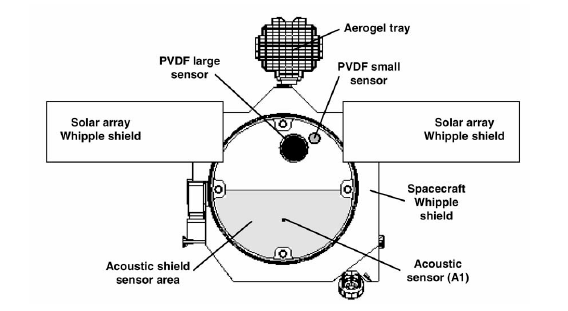 Aerogel tray
PVDF large
sensor
PVDF small
sensor
Solar array
Whipple shield
Solar array
Whipple shield
Spacecraft
Whipple
shield
Acoustic shield
sensor area
Acoustic
sensor (A1)